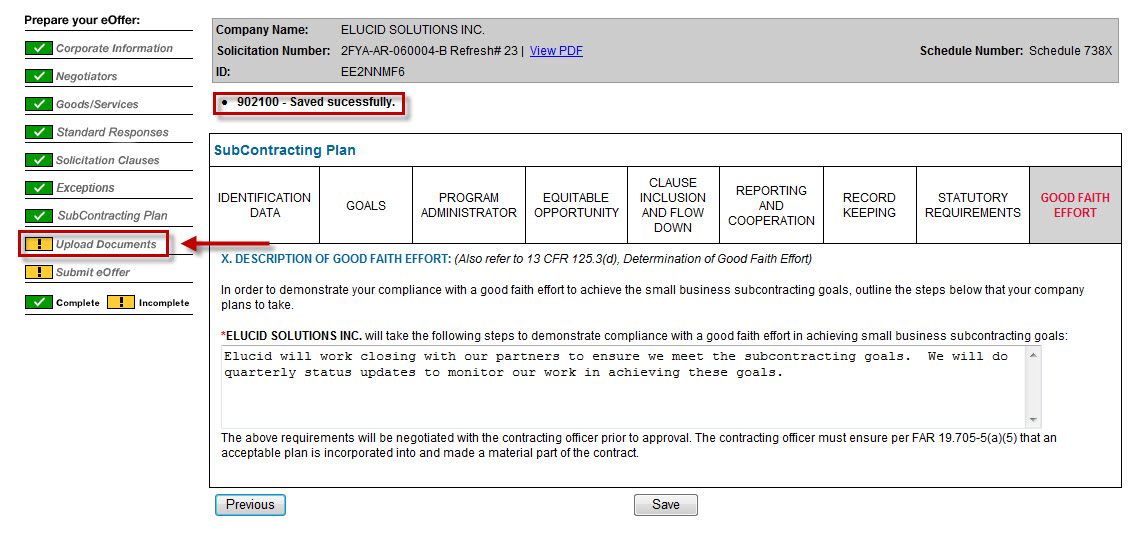 Prepare your eOffer:
Corporate Information
Negotiators
Goods/Services
Standard Responses
Solicitation Clauses
Exceptions
SubContracting Plan
! Upload Documents
! Submit eOffer
Complete ! Incomplete
Company Name: ELUCID SOLUTIONS INC.
Solicitation Number: 2FYA-AR-060004-B Refresh# 23 | View PDF Schedule Number: Schedule 738X
ID: EE2NNMF6
• 902100 - Saved sucessfully.
SubContracting Plan
IDENTIFICATION
DATA
GOALS
PROGRAM
ADMINISTRATOR
EQUITABLE
OPPORTUNITY
CLAUSE
INCLUSION
AND FLOW
DOWN
REPORTING
AND
COOPERATION
RECORD
KEEPING
STATUTORY
REQUIREMENTS
GOOD FAITH
EFFORT
X. DESCRIPTION OF GOOD FAITH EFFORT: (Also refer to 13 CFR 125.3(d), Determination of Good Faith Effort)
In order to demonstrate your compliance with a good faith effort to achieve the small business subcontracting goals, outline the steps below that your company
plans to take.
*ELUCID SOLUTIONS INC. will take the following steps to demonstrate compliance with a good faith effort in achieving small business subcontracting goals:
Elucid will work closing with our partners to ensure we meet the subcontracting goals.  We will do
quarterly status updates to monitor our work in achieving these goals.
The above requirements will be negotiated with the contracting officer prior to approval. The contracting officer must ensure per FAR 19.705-5(a)(5) that an
acceptable plan is incorporated into and made a material part of the contract.
Previous Save